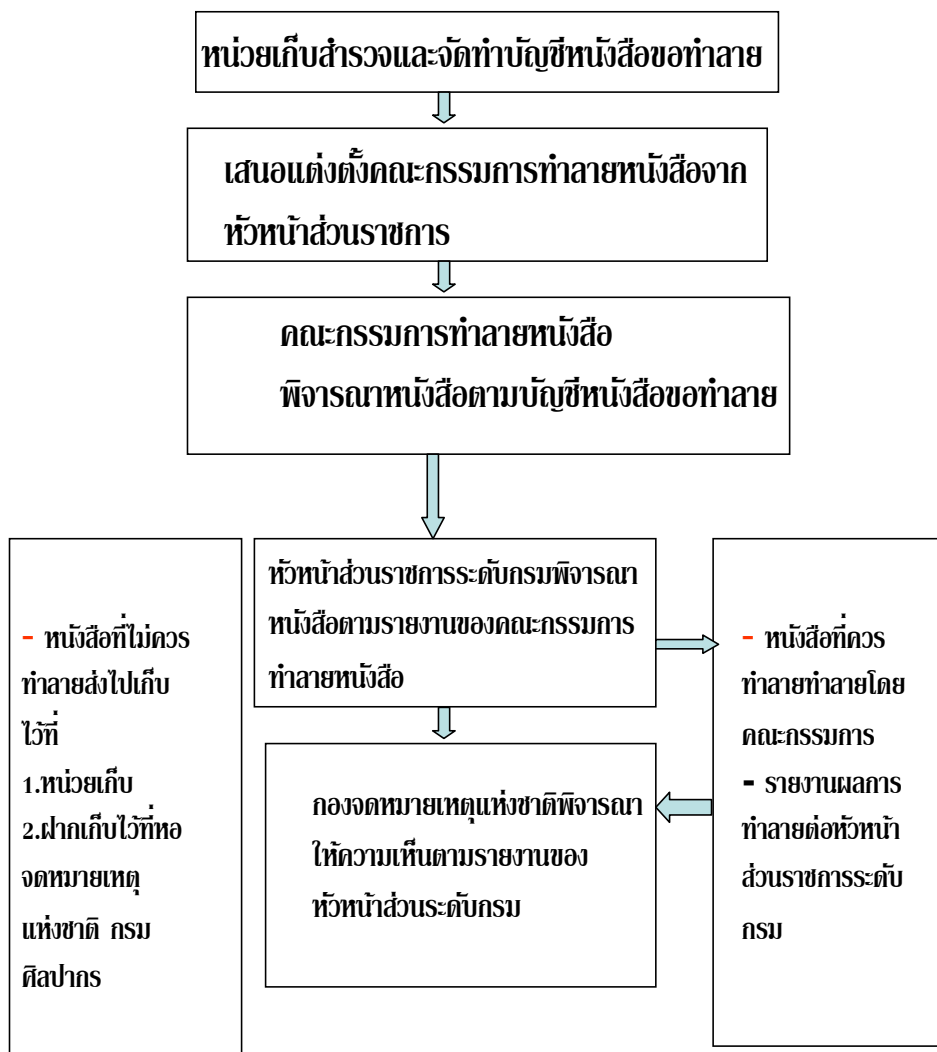 หน่วยเก็บสำรวจและจัดทำบัญชีหนังสือขอทำลาย
เสนอแต่งตั้งคณะกรรมการทำลายหนังสือจาก
หัวหน้าส่วนราชการ
คณะกรรมการทำลายหนังสือ
พิจารณาหนังสือตามบัญชีหนังสือขอทำลาย
- หนังสือที่ไม่ควร
ทำลายส่งไปเก็บ
ไว้ที่
1.หน่วยเก็บ
2.ฝากเก็บไว้ที่หอ
จดหมายเหตุ
แห่งชาติ กรม
ศิลปากร
หัวหน้าส่วนราชการระดับกรมพิจารณา
หนังสือตามรายงานของคณะกรรมการ
ทำลายหนังสือ
กองจดหมายเหตุแห่งชาติพิจารณา
ให้ความเห็นตามรายงานของ
หัวหน้าส่วนระดับกรม
- หนังสือที่ควร
ทำลายทำลายโดย
คณะกรรมการ
- รายงานผลการ
ทำลายต่อหัวหน้า
ส่วนราชการระดับ
กรม